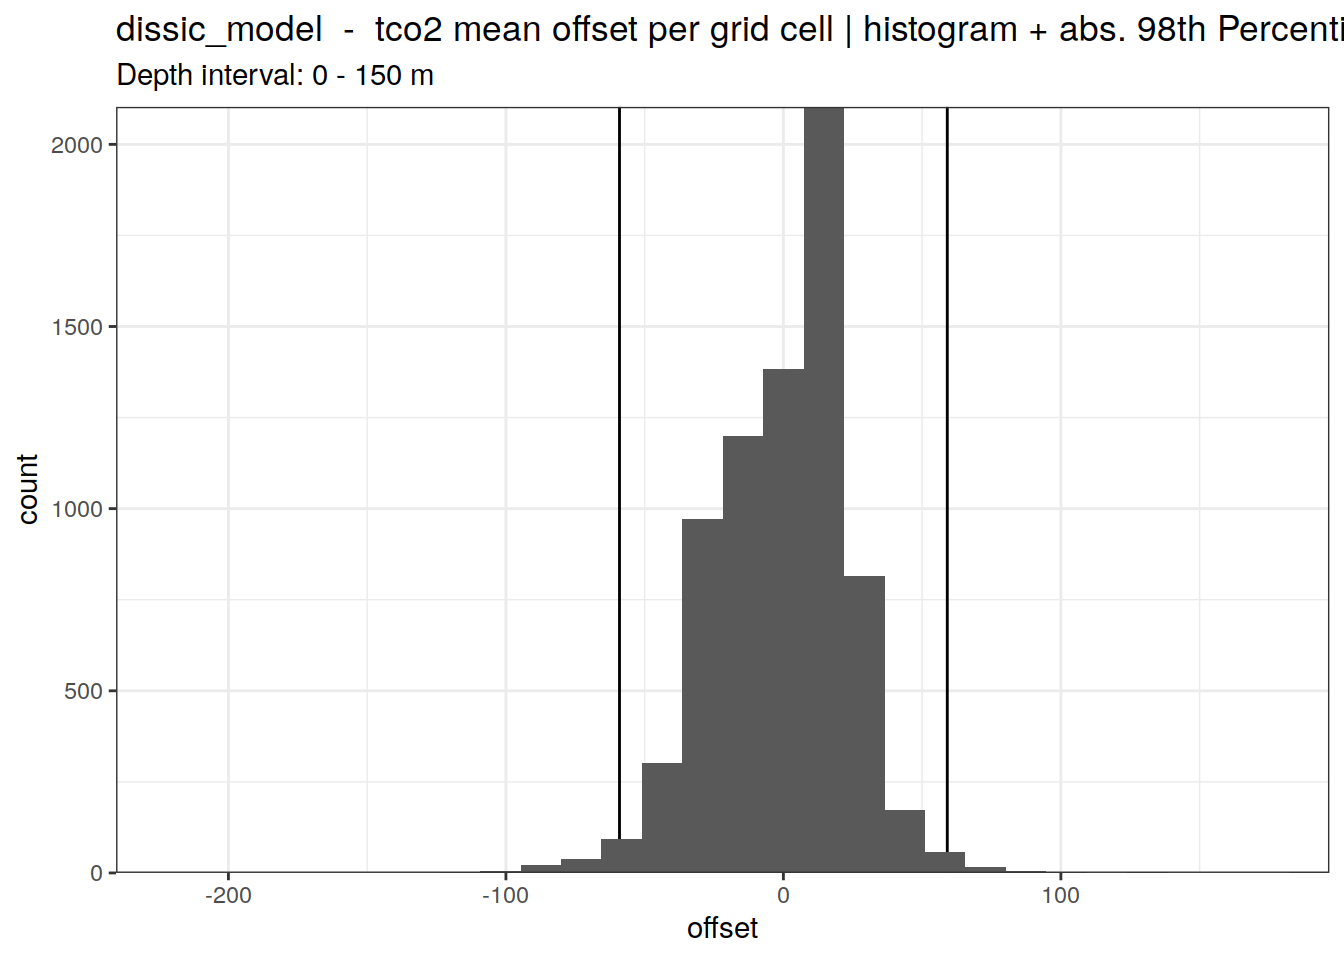 dissic_model - tco2 mean offset per grid cell | histogram + abs. 98th Percenti
Depth interval: 0 - 150 m
2000
1500
1000
500
0
count
-200 -100 0 100
offset